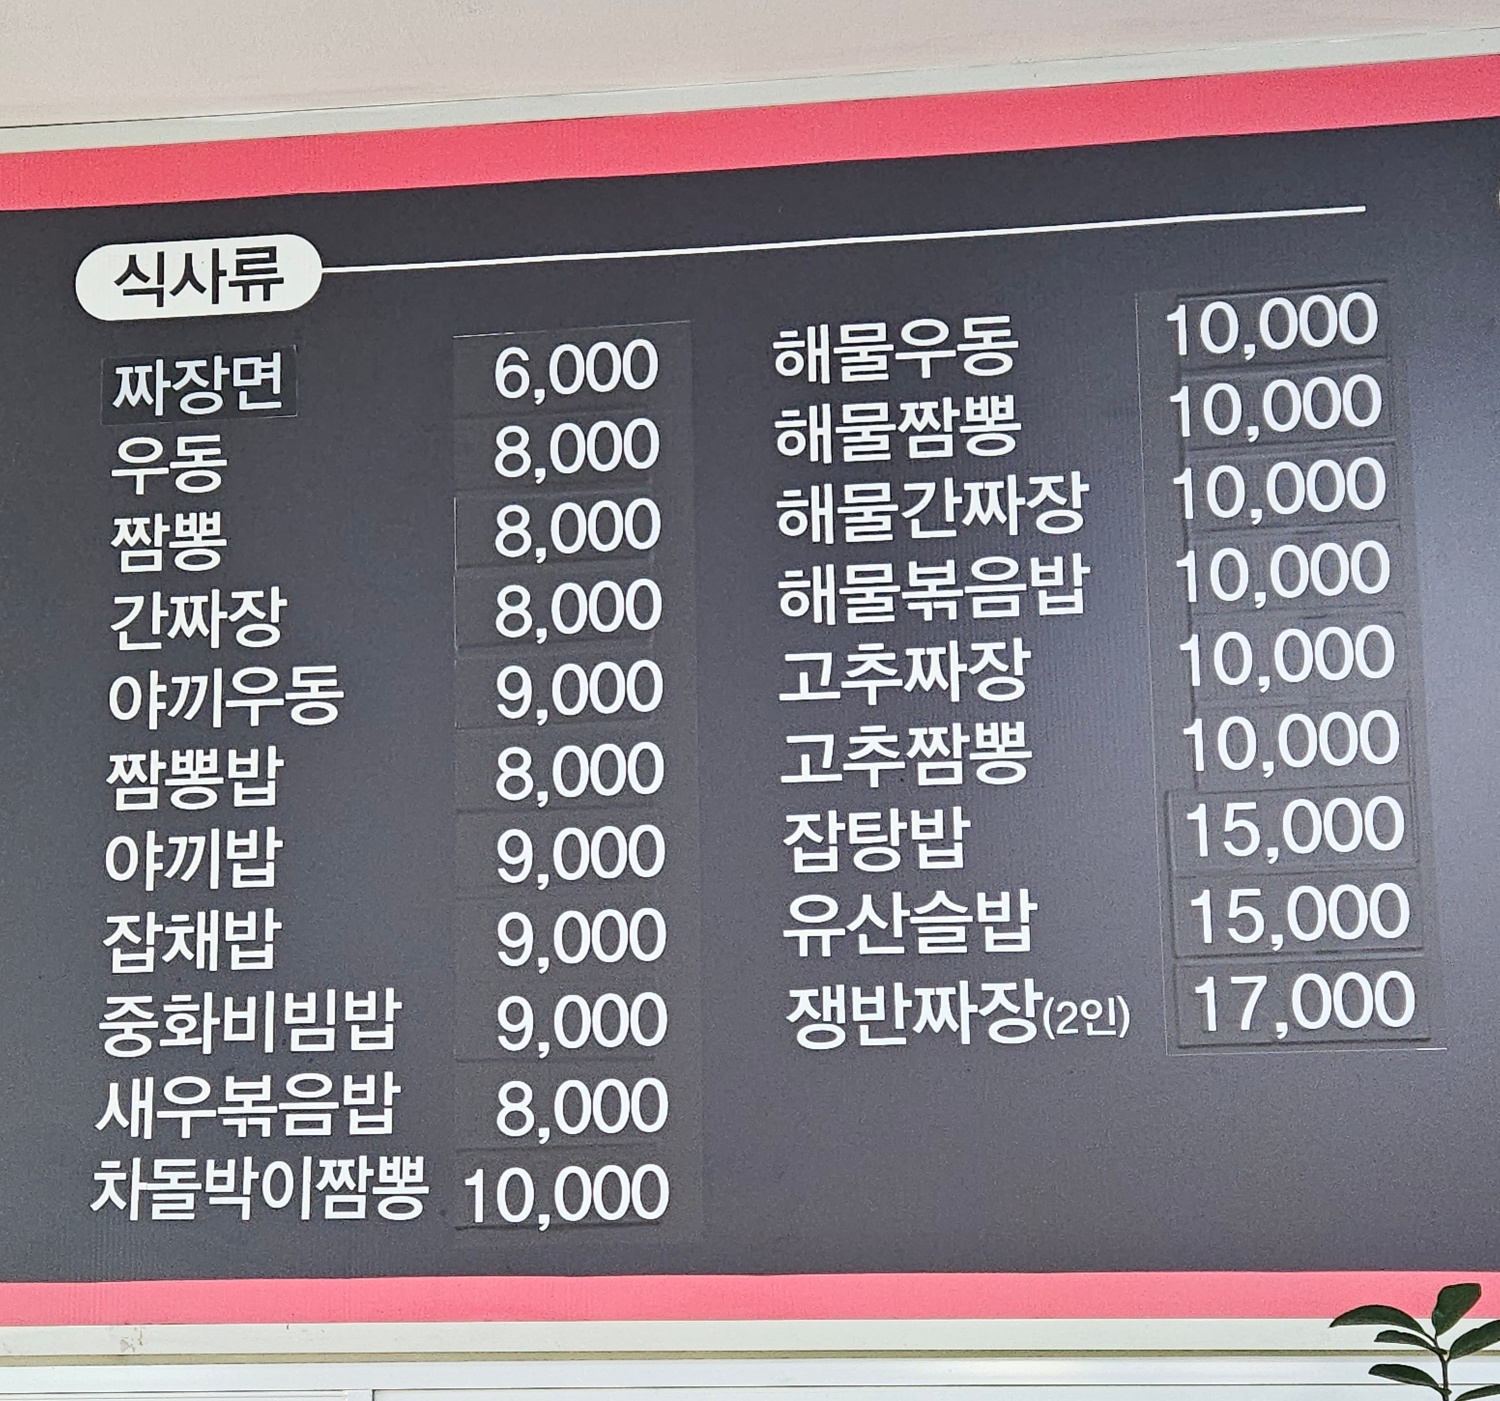 식사류
짜장면 6,000
우동 8,000
짬뽕 8,000
간짜장 8,000
야끼우동 9,000
짬뽕밥 8,000
야끼밥 9,000
잡채밥 9,000
중화비빔밥 9,000
새우볶음밥 8,000
차돌박이짬뽕 10,000
해물우동 10,000
해물짬뽕 10,000
해물간짜장 10,000
해물볶음밥 10,000
고추짜장 10,000
고추짬뽕 10,000
잡탕밥 15,000
유산슬밥 15,000
쟁반짜장(2인) 17,000